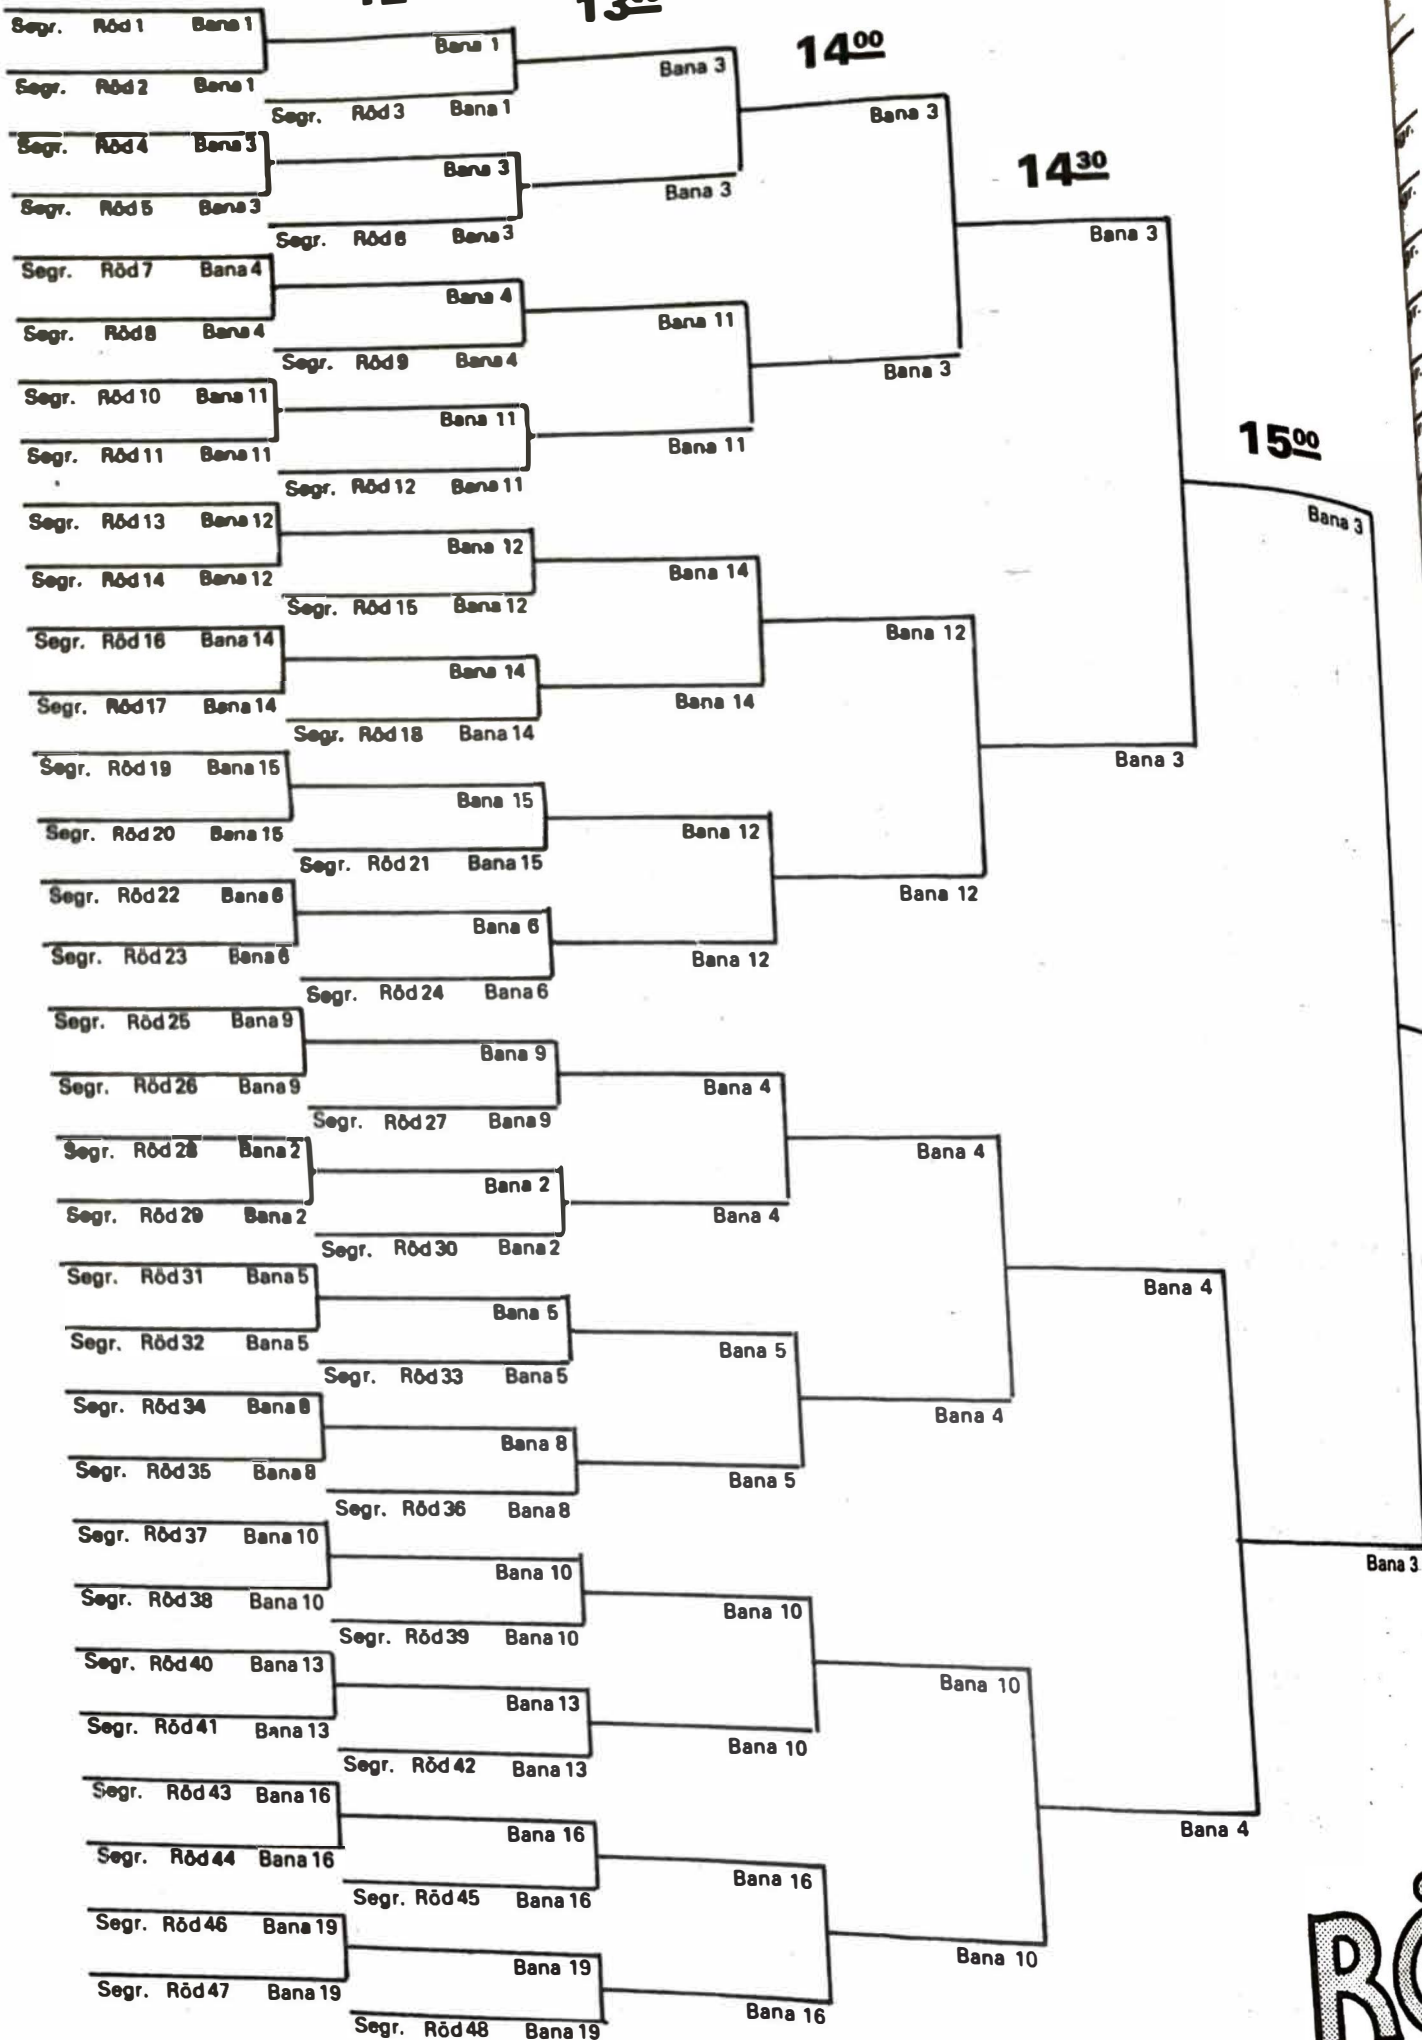 13 00
14 00
14 30
15 00
Segr. Röd 1 Bana 1
Segr. Röd 2 Bana 1
Segr. Röd 4 Bana 3
Segr. Röd 5 Bana 3
Segr. Röd 7 Bana 4
Segr. Röd 8 Bana 4
Segr. Röd 10 Bana 11
Segr. Röd 11 Bana 11
Segr. Röd 13 Bana 12
Segr. Röd 14 Bana 12
Segr. Röd 16 Bana 14
Segr. Röd 17 Bana 14
Segr. Röd 19 Bana 15
Segr. Röd 20 Bana 15
Segr. Röd 22 Bana 6
Segr. Röd 23 Bana 6
Segr. Röd 25 Bana 9
Segr. Röd 26 Bana 9
Segr. Röd 28 Bana 2
Segr. Röd 29 Bana 2
Segr. Röd 31 Bana 5
Segr. Röd 32 Bana 5
Segr. Röd 34 Bana 8
Segr. Röd 35 Bana 8
Segr. Röd 37 Bana 10
Segr. Röd 38 Bana 10
Segr. Röd 40 Bana 13
Segr. Röd 41 Bana 13
Segr. Röd 43 Bana 16
Segr. Röd 44 Bana 16
Segr. Röd 46 Bana 19
Segr. Röd 47 Bana 19
Bana 1
Segr. Röd 3 Bana 1
Bana 3
Segr. Röd 6 Bana 3
Bana 4
Segr. Röd 9 Bana 4
Bana 11
Segr. Röd 12 Bana 11
Bana 12
Segr. Röd 15 Bana 12
Bana 14
Segr. Röd 18 Bana 14
Bana 15
Segr. Röd 21 Bana 15
Bana 6
Segr. Röd 24 Bana 6
Bana 9
Segr. Röd 27 Bana 9
Bana 2
Segr. Röd 30 Bana 2
Bana 5
Segr. Röd 33 Bana 5
Bana 8
Segr. Röd 36 Bana 8
Bana 10
Segr. Röd 39 Bana 10
Bana 13
Segr. Röd 42 Bana 13
Bana 16
Segr. Röd 45 Bana 16
Bana 19
Segr. Röd 48 Bana 19
Bana 3
Bana 3
Bana 11
Bana 11
Bana 14
Bana 14
Bana 12
Bana 12
Bana 4
Bana 4
Bana 5
Bana 5
Bana 10
Bana 10
Bana 16
Bana 16
Bana 3
Bana 3
Bana 12
Bana 12
Bana 4
Bana 4
Bana 10
Bana 10
Bana 3
Bana 3
Bana 4
Bana 4
Bana 3
Bana 3